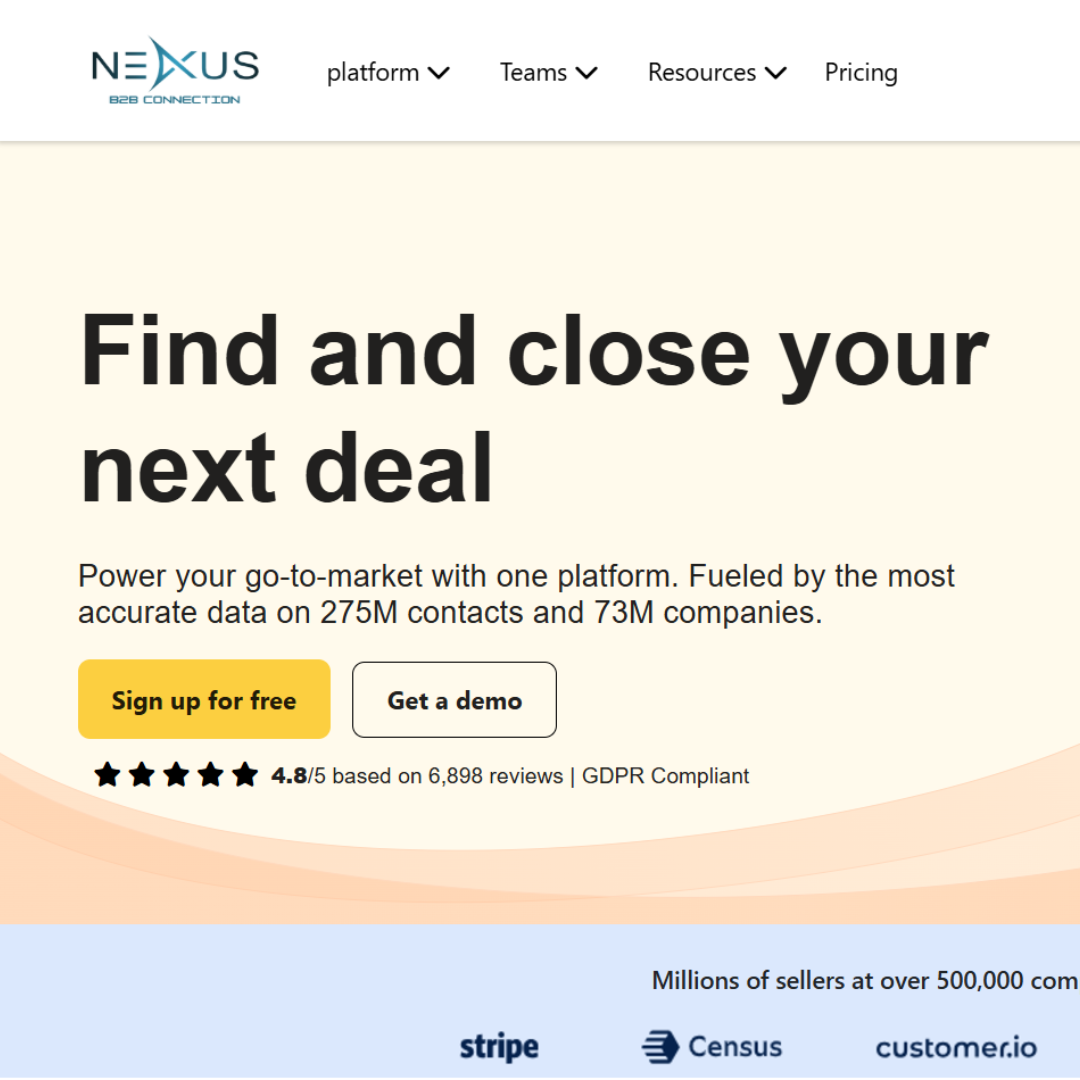 NEXUS
B2B CONNECTION
platform Teams Resources Pricing
Find and close your
next deal
Power your go-to-market with one platform. Fueled by the most
accurate data on 275M contacts and 73M companies.
Sign up for free Get a demo
4.8/5 based on 6,898 reviews | GDPR Compliant
Millions of sellers at over 500,000 com
stripe Census customer.io